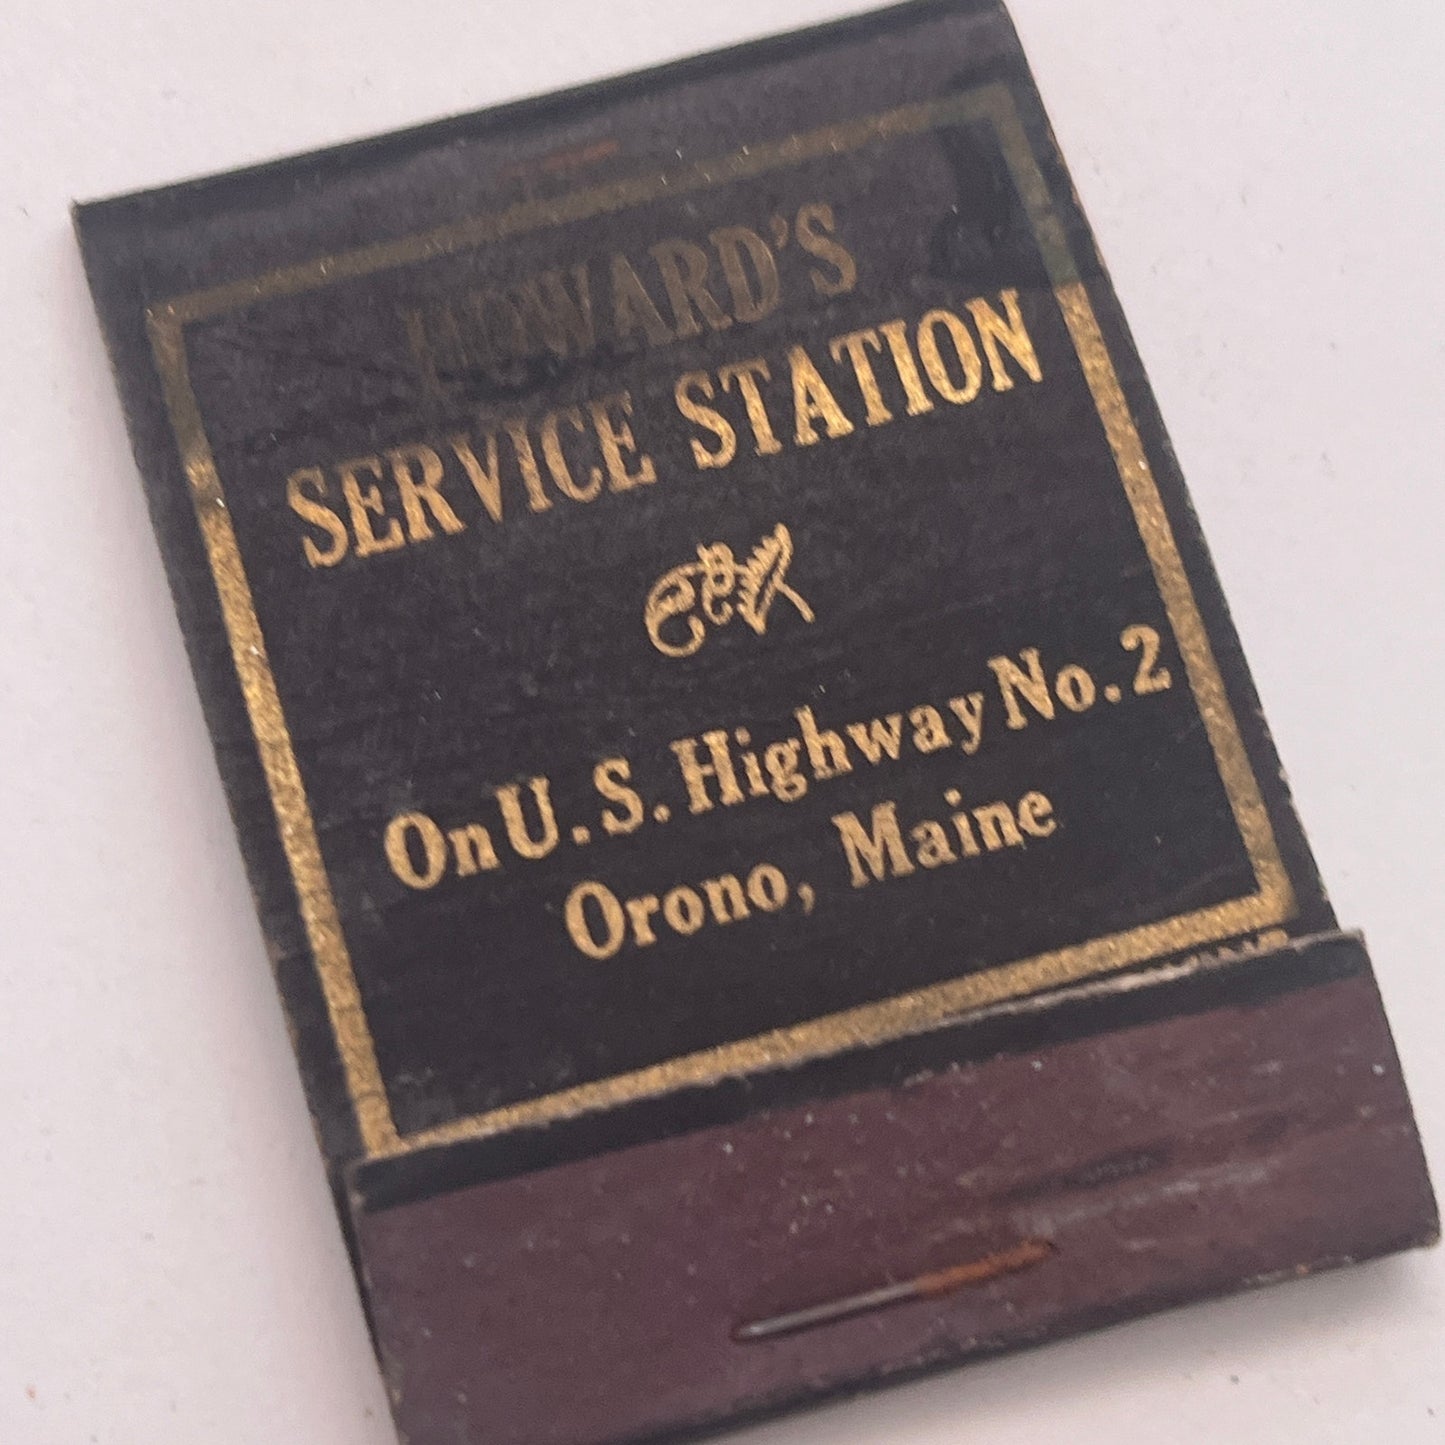 HOWARD'S
SERVICE STATION
On U.S. Highway No. 2
Orono, Maine